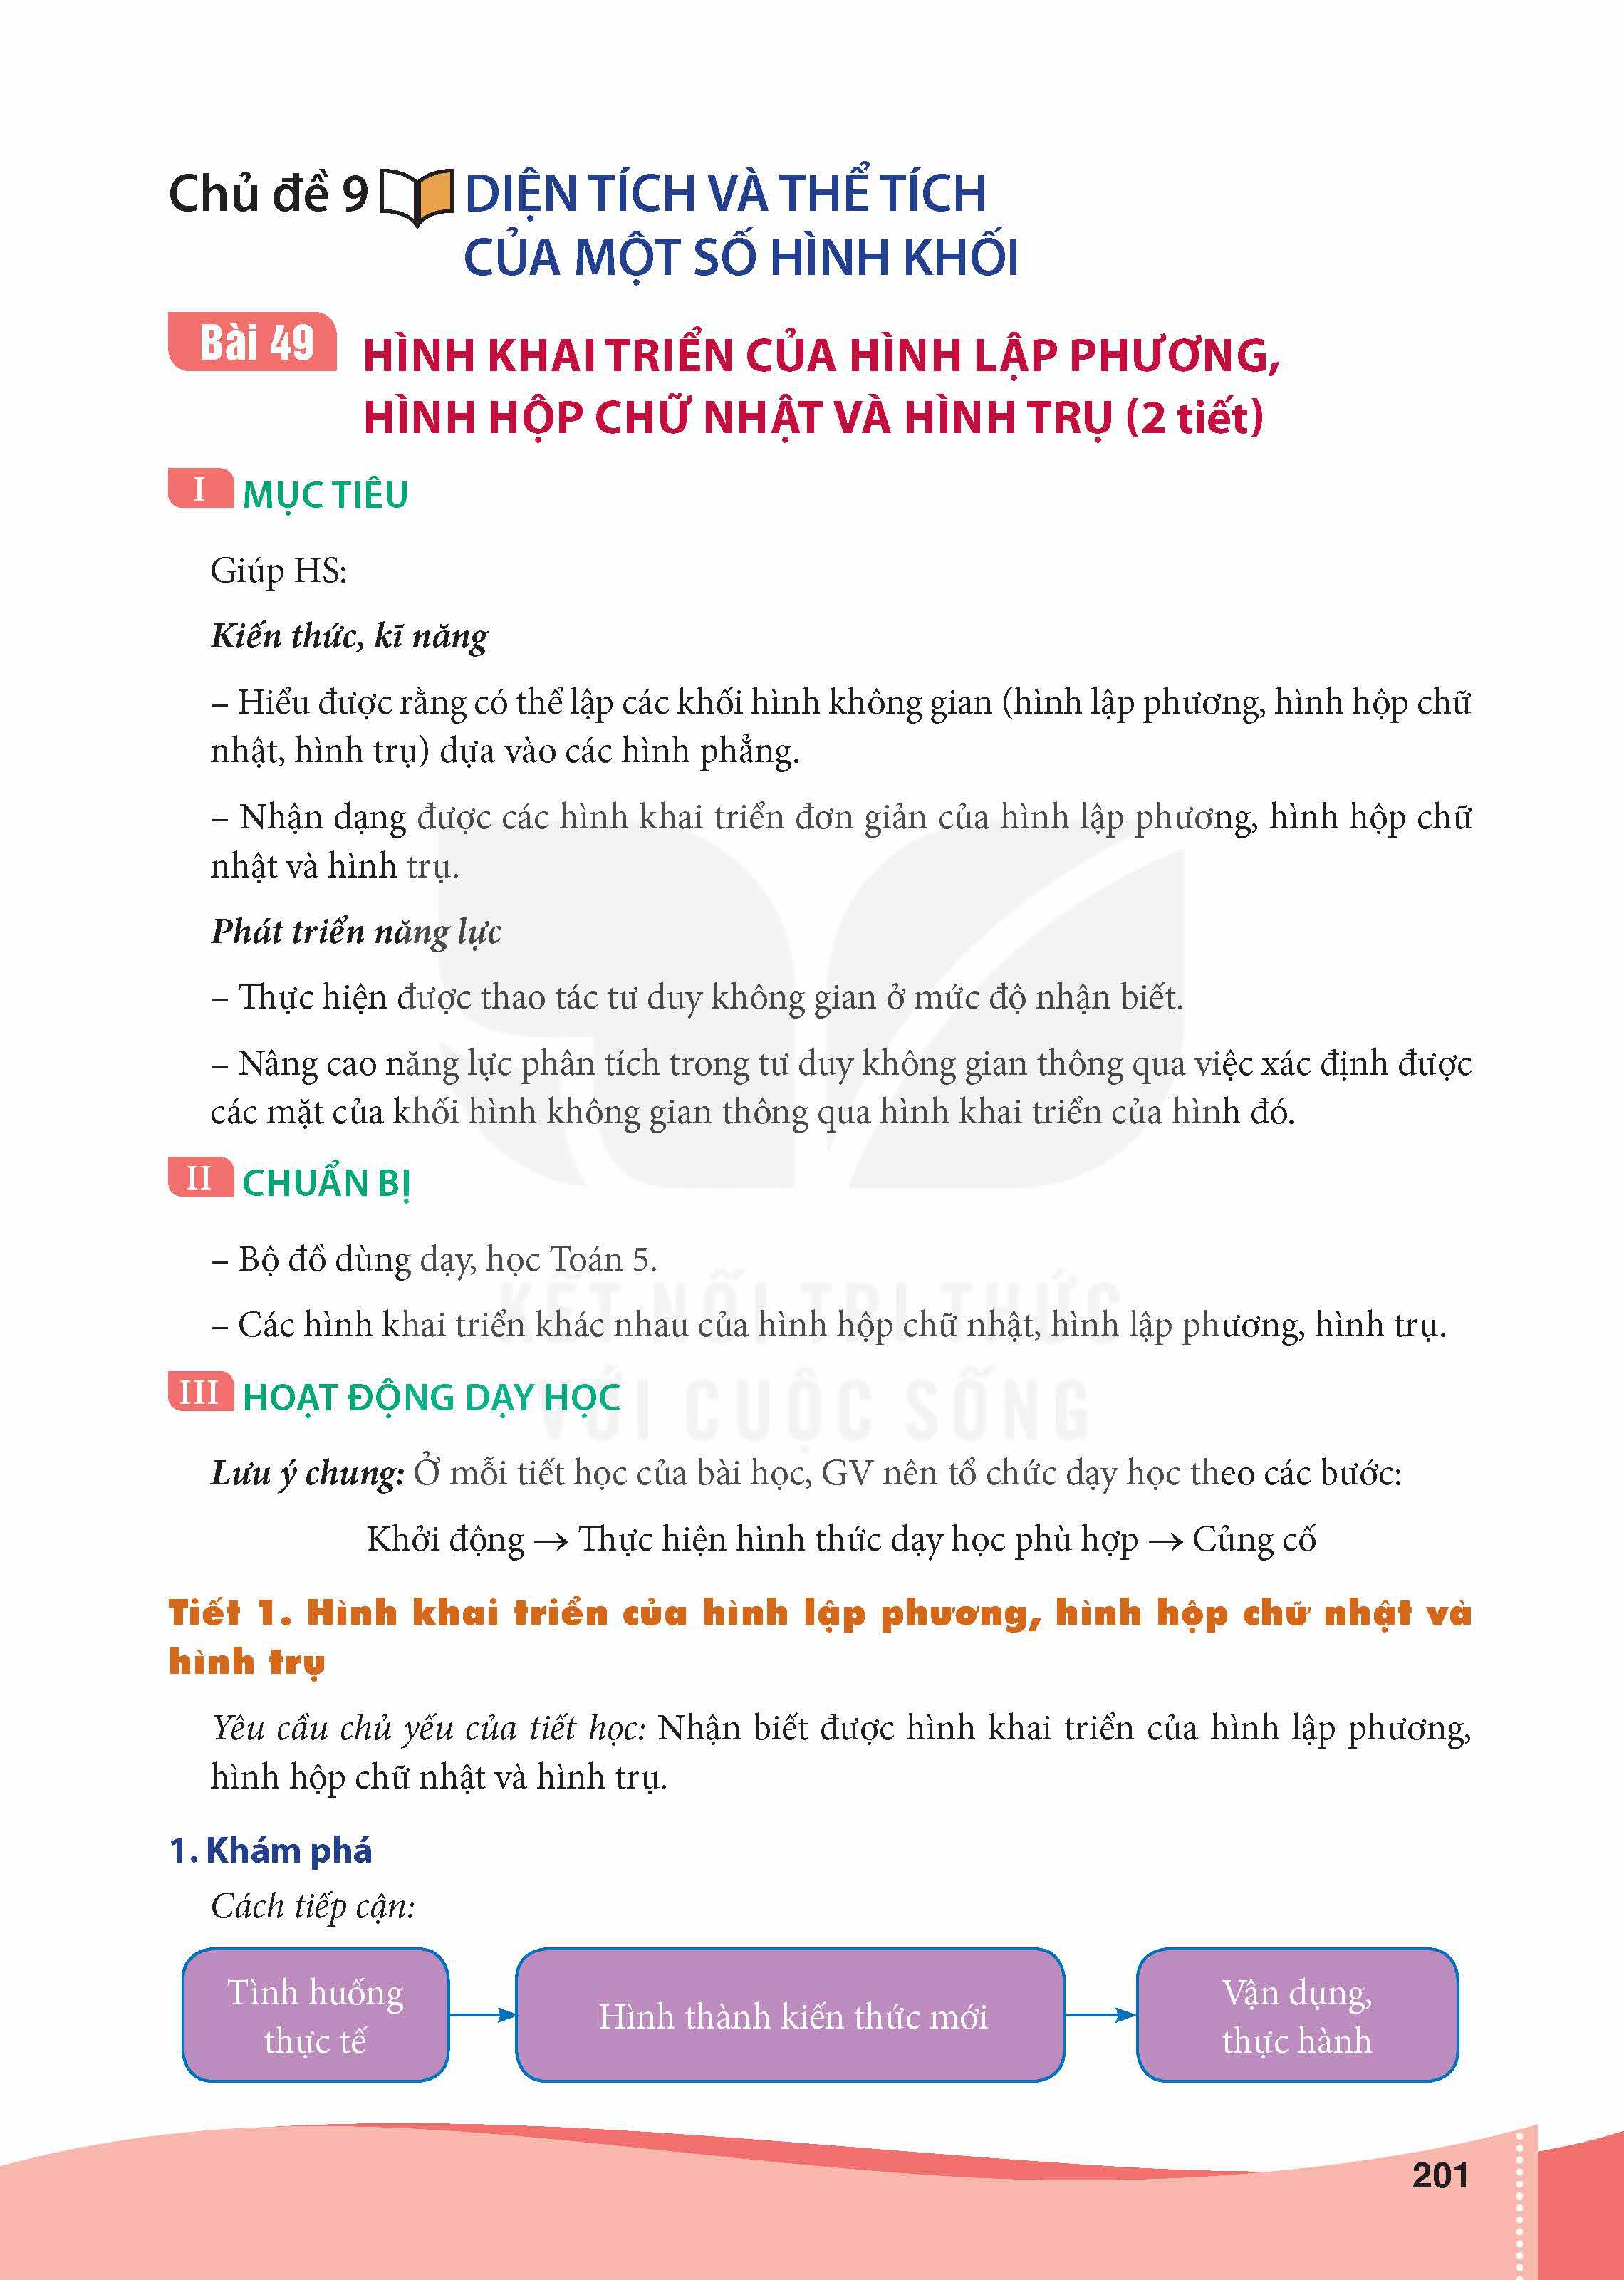 Chủ đề 9 DIỆN TÍCH VÀ THỂ TÍCH
CỦA MỘT SỐ HÌNH KHỐI
Bài 49 HÌNH KHAI TRIỂN CỦA HÌNH LẬP PHƯƠNG,
HÌNH HỘP CHỮ NHẬT VÀ HÌNH TRỤ (2 tiết)
I MỤC TIÊU
Giúp HS:
Kiến thức, kĩ năng
– Hiểu được rằng có thể lập các khối hình không gian (hình lập phương, hình hộp chữ
nhật, hình trụ) dựa vào các hình phẳng.
– Nhận dạng được các hình khai triển đơn giản của hình lập phương, hình hộp chữ
nhật và hình trụ.
Phát triển năng lực
– Thực hiện được thao tác tư duy không gian ở mức độ nhận biết.
– Nâng cao năng lực phân tích trong tư duy không gian thông qua việc xác định được
các mặt của khối hình không gian thông qua hình khai triển của hình đó.
II CHUẨN BỊ
– Bộ đồ dùng dạy, học Toán 5.
KẾT NỐI TRI THỨC
– Các hình khai triển khác nhau của hình hộp chữ nhật, hình lập phương, hình trụ.
III HOẠT ĐỘNG DẠY HỌC
VỚI CUỘC SỐNG
Lưu ý chung: Ở mỗi tiết học của bài học, GV nên tổ chức dạy học theo các bước:
Khởi động → Thực hiện hình thức dạy học phù hợp → Củng cố
Tiết 1. Hình khai triển của hình lập phương, hình hộp chữ nhật và
hình trụ
Yêu cầu chủ yếu của tiết học: Nhận biết được hình khai triển của hình lập phương,
hình hộp chữ nhật và hình trụ.
1. Khám phá
Cách tiếp cận:
Tình huống
thực tế
Hình thành kiến thức mới
Vận dụng,
thực hành
201